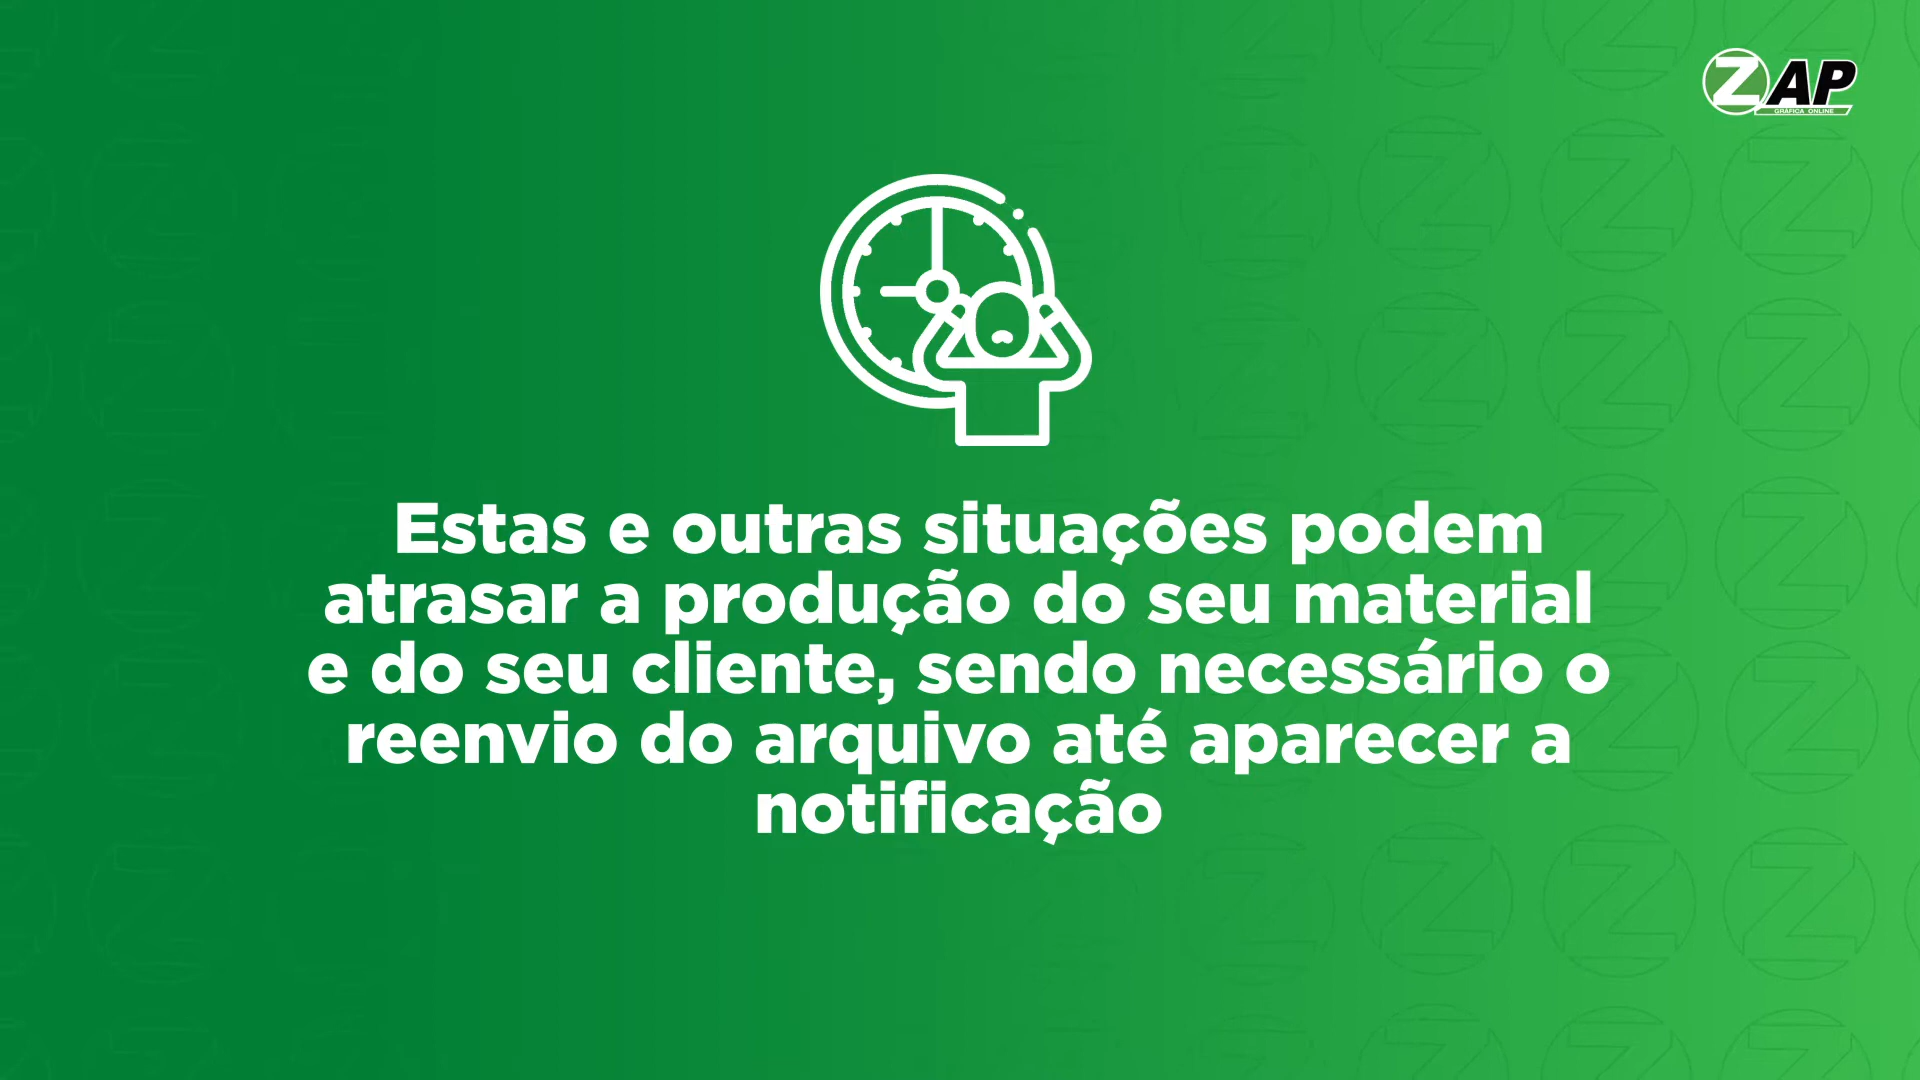 ZAP
GRÁFICA ONLINE
Estas e outras situações podem
atrasar a produção do seu material
e do seu cliente, sendo necessário o
reenvio do arquivo até aparecer a
notificação